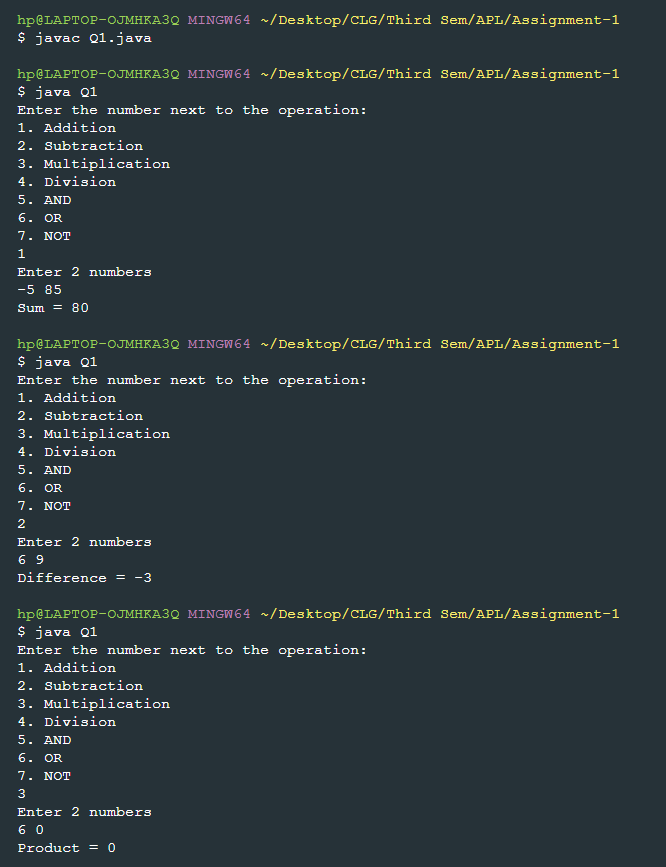 hp@LAPTOP-OJMHKA3Q MINGW64 ~/Desktop/CLG/Third Sem/APL/Assignment-1
$ javac Q1.java
hp@LAPTOP-OJMHKA3Q MINGW64 ~/Desktop/CLG/Third Sem/APL/Assignment-1
$ java Q1
Enter the number next to the operation:
1. Addition
2. Subtraction
3. Multiplication
4. Division
5. AND
6. OR
7. NOT
1
Enter 2 numbers
-5 85
Sum = 80
hp@LAPTOP-OJMHKA3Q MINGW64 ~/Desktop/CLG/Third Sem/APL/Assignment-1
$ java Q1
Enter the number next to the operation:
1. Addition
2. Subtraction
3. Multiplication
4. Division
5. AND
6. OR
7. NOT
2
Enter 2 numbers
6 9
Difference = -3
hp@LAPTOP-OJMHKA3Q MINGW64 ~/Desktop/CLG/Third Sem/APL/Assignment-1
$ java Q1
Enter the number next to the operation:
1. Addition
2. Subtraction
3. Multiplication
4. Division
5. AND
6. OR
7. NOT
3
Enter 2 numbers
6 0
Product = 0